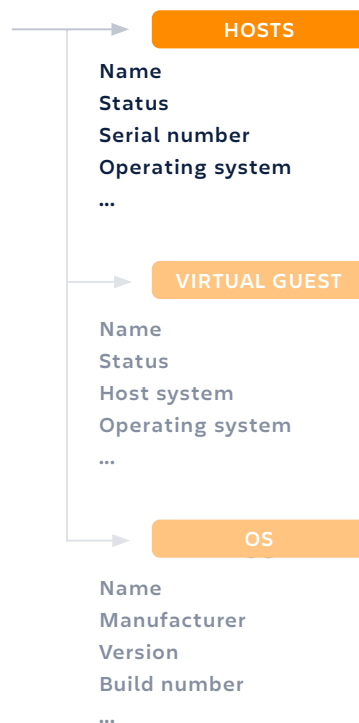 HOSTS
Name
Status
Serial number
Operating system
...
VIRTUAL GUEST
Name
Status
Host system
Operating system
...
OS
Name
Manufacturer
Version
Build number
...